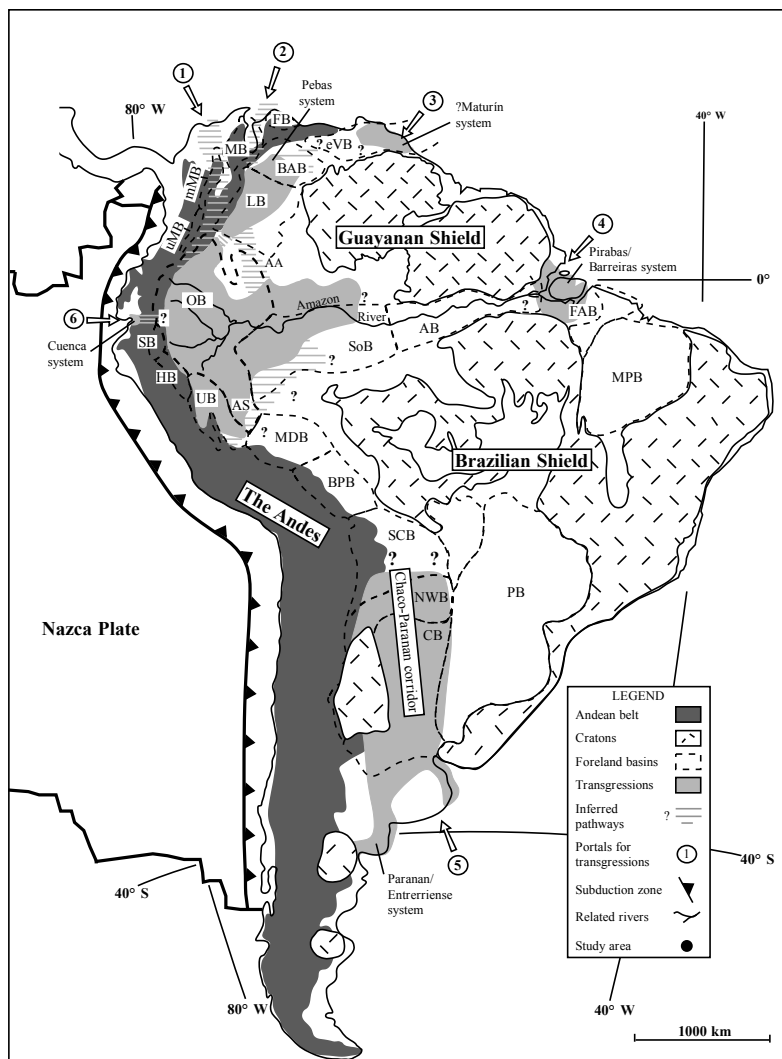 1
2
3
Pebas
system
?Maturín
system
80° W
40° W
FB
MB
eVB
?
?
BAB
mMB
LB
uMB
Guayanan Shield
4
Pirabas/
Barreiras system
AA
0°
OB
Amazon
River
?
?
FAB
6
?
Cuenca
system
SB
AB
SoB
?
MPB
HB
UB
AS
?
MDB
Brazilian Shield
BPB
The Andes
SCB
? ?
NWB
CB
PB
Chaco-Paranan corridor
Nazca Plate
LEGEND
Andean belt
Cratons
Foreland basins
Transgressions
Inferred
pathways
?
Portals for
transgressions
1
Subduction zone
Related rivers
Study area
5
Paranan/
Entrerriense
system
40° S
40° S
80° W
40° W
1000 km